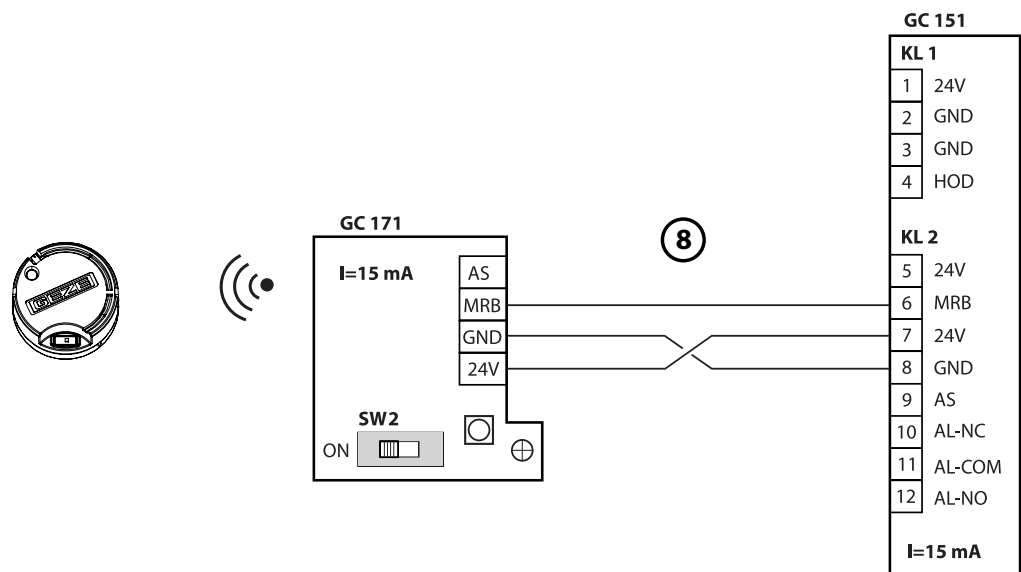 GC 151
KL 1
1 24V
2 GND
3 GND
4 HOD
GC 171
8
KL 2
I=15 mA
AS
MRB
GND
24V
5 24V
6 MRB
7 24V
8 GND
9 AS
10 AL-NC
11 AL-COM
12 AL-NO
GEZE
SW2
ON
I=15 mA